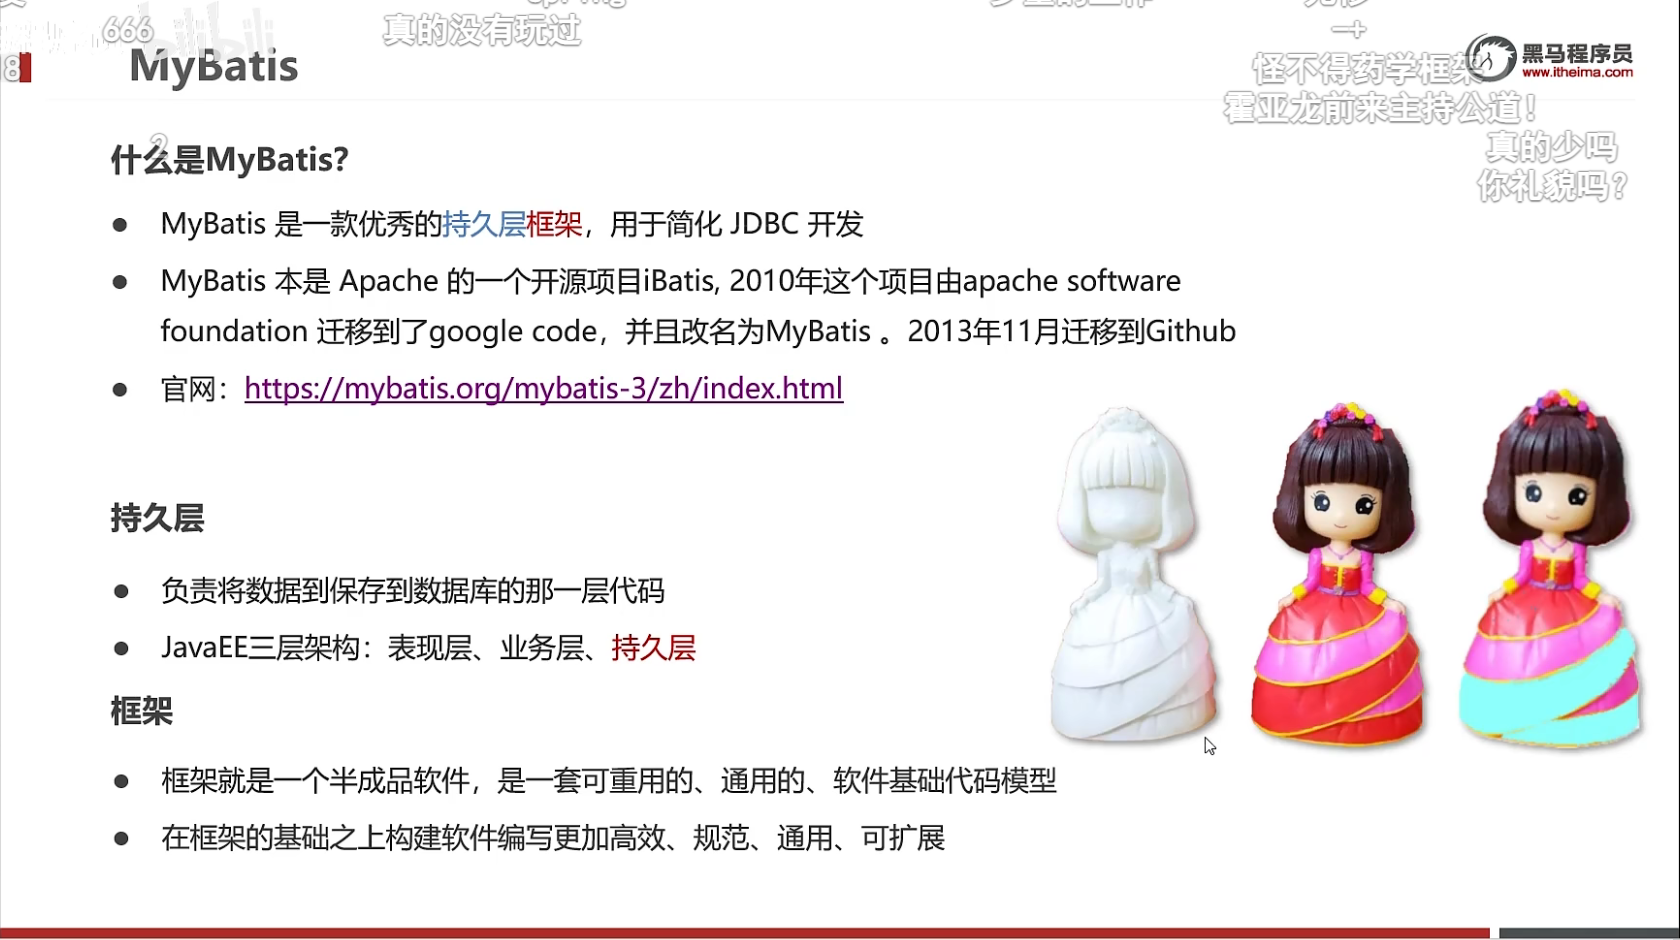 666
真的没有玩过
bilibili
18
MyBatis
怪不得药学框架
黑马程序员
www.itheima.com
霍亚龙前来主持公道！
真的少吗
你礼貌吗？
2
什么是MyBatis？
● MyBatis 是一款优秀的持久层框架，用于简化 JDBC 开发
● MyBatis 本是 Apache 的一个开源项目iBatis, 2010年这个项目由apache software
foundation 迁移到了google code，并且改名为MyBatis 。2013年11月迁移到Github
● 官网：https://mybatis.org/mybatis-3/zh/index.html
持久层
● 负责将数据到保存到数据库的那一层代码
● JavaEE三层架构：表现层、业务层、持久层
框架
● 框架就是一个半成品软件，是一套可重用的、通用的、软件基础代码模型
● 在框架的基础之上构建软件编写更加高效、规范、通用、可扩展